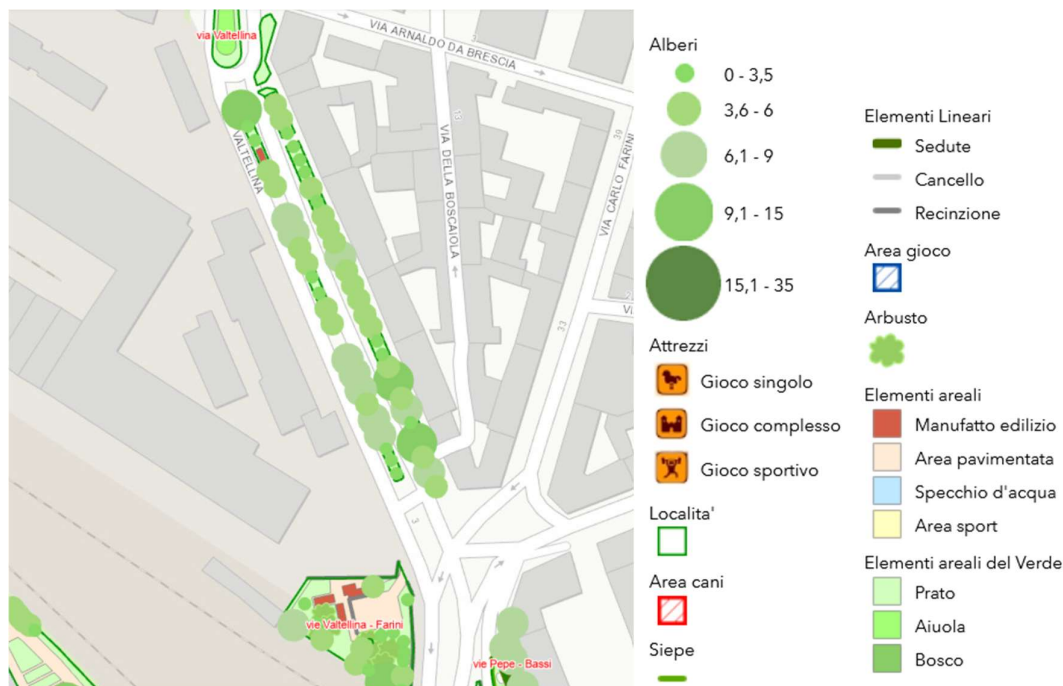 via Valtellina
VIA ARNALDO DA BRESCIA
3
VALTELLINA
13
VIA DELLA BOSCAIOLA
39
VIA CARLO FARINI
33
3
vie Valtellina - Farini
vie Pepe - Bassi
Alberi
0 - 3,5
3,6 - 6
6,1 - 9
9,1 - 15
15,1 - 35
Attrezzi
Gioco singolo
Gioco complesso
Gioco sportivo
Localita'
Area cani
Siepe
Elementi Lineari
Sedute
Cancello
Recinzione
Area gioco
Arbusto
Elementi areali
Manufatto edilizio
Area pavimentata
Specchio d'acqua
Area sport
Elementi areali del Verde
Prato
Aiuola
Bosco